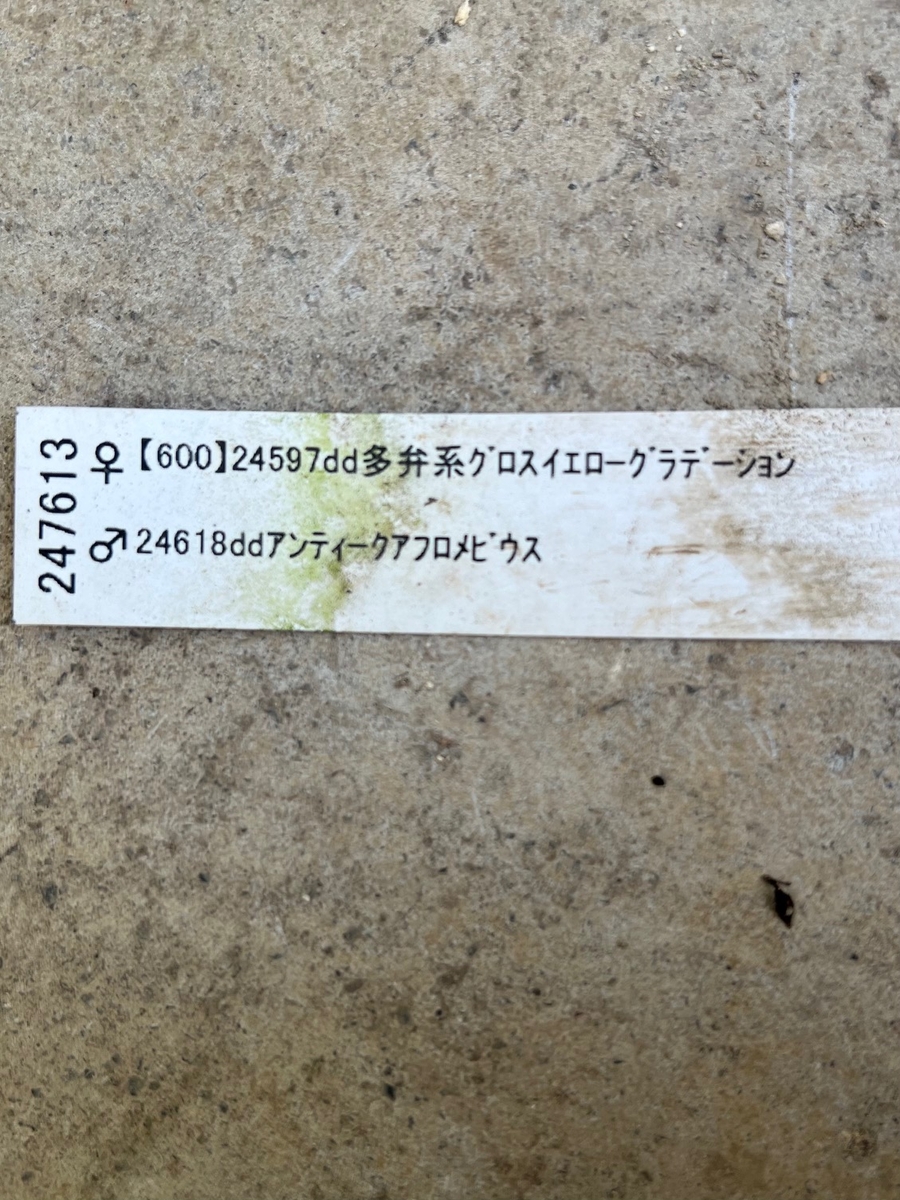 247613
♀【600】24597dd多弁系グロスイエローグラデーション
♂24618ddアンティークアフロメビウス